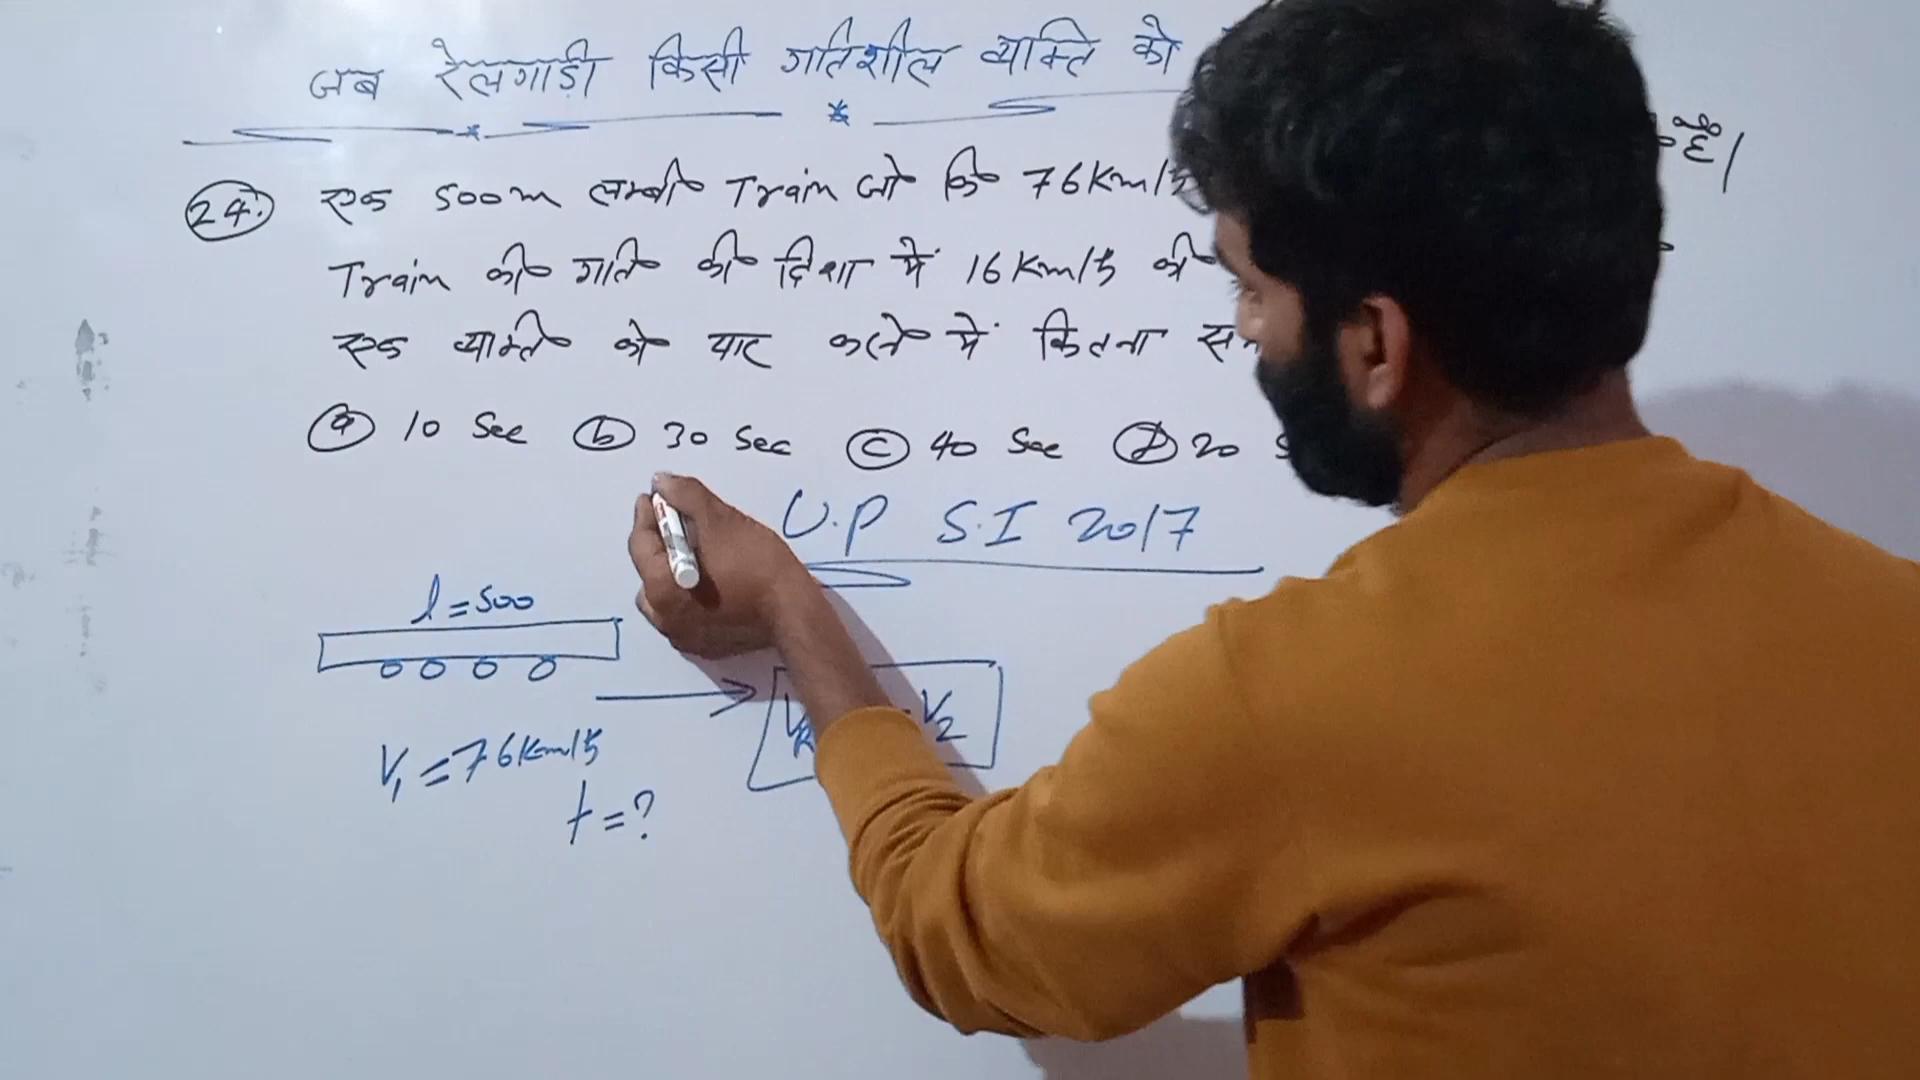 जब रेलगाड़ी किसी गतिशील व्यक्ति को
है।
24. एक 500m लम्बी Train जो कि 76Km/h
Train की गति की दिशा में 16Km/h की
एक व्यक्ति को पार करने में कितना
(a) 10 Sec (b) 30 Sec (c) 40 Sec (d) 20
U.P S.I 2017
l=500
V₁=76Km/h
t=?
V₂